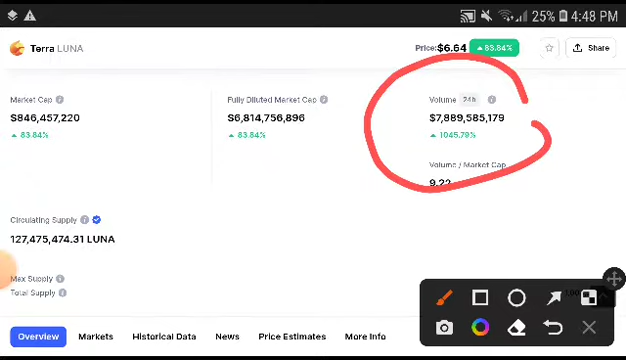 25% 4:48 PM
Terra LUNA
Price: $6.64 ▲ 83.84%
Share
Market Cap
$846,457,220
▲ 83.84%
Fully Diluted Market Cap
$6,814,756,896
▲ 83.84%
Volume 24h
$7,889,585,179
▲ 1045.79%
Volume / Market Cap
9.22
Circulating Supply
127,475,474.31 LUNA
Max Supply
Total Supply
Overview Markets Historical Data News Price Estimates More Info